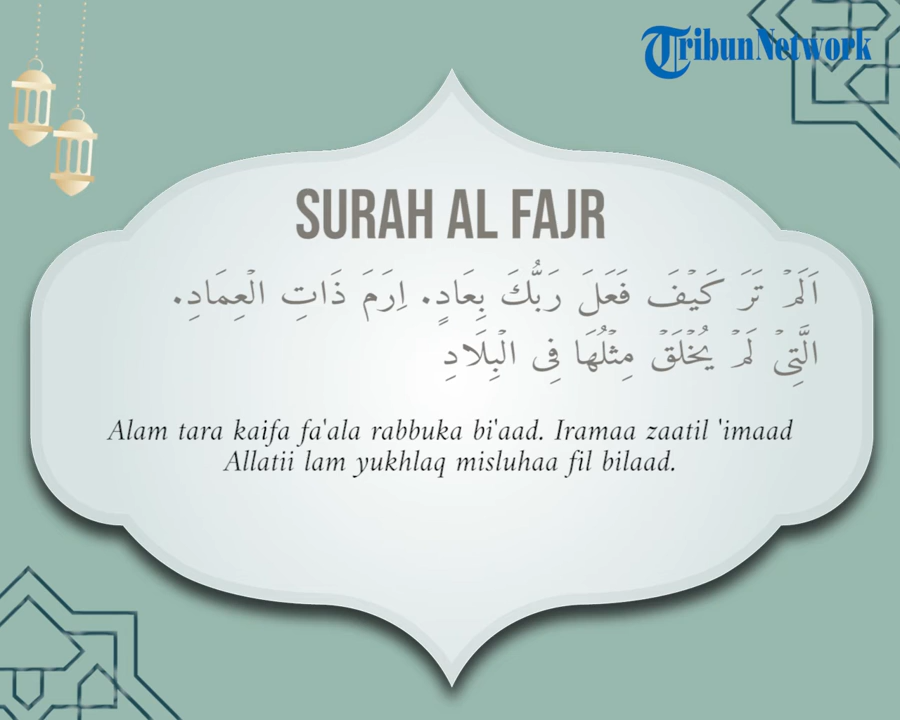 TribunNetwork
SURAH AL FAJR
اَلَمْ تَرَ كَيْفَ فَعَلَ رَبُّكَ بِعَادٍ. اِرَمَ ذَاتِ الْعِمَادِ.
الَّتِيْ لَمْ يُخْلَقْ مِثْلُهَا فِى الْبِلَادِ
Alam tara kaifa fa'ala rabbuka bi'aad. Iramaa zaatil 'imaad
Allatii lam yukhlaq misluhaa fil bilaad.